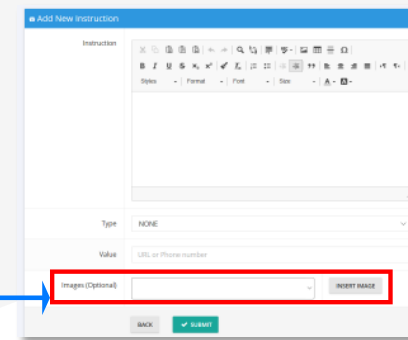 Add New Instruction
Instruction
Styles Format Font Size
Type NONE
Value URL or Phone number
Images (Optional) INSERT IMAGE
BACK SUBMIT